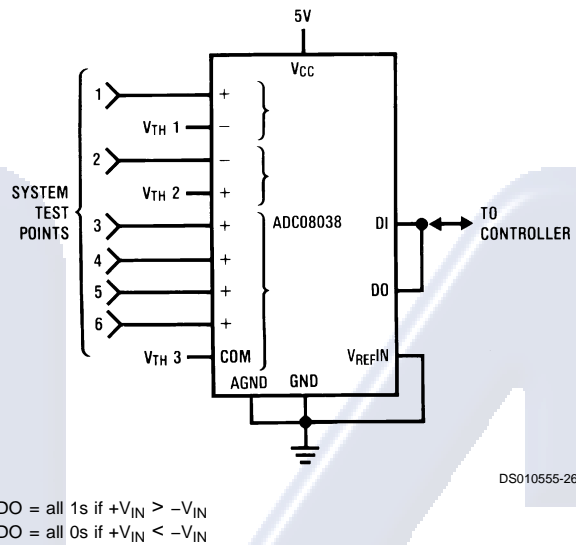 5V
VCC
1
+
VTH 1
−
2
−
VTH 2
+
SYSTEM
TEST
POINTS
3
+
ADC08038
DI
TO
CONTROLLER
4
+
5
+
DO
6
+
VTH 3
COM
VREFIN
AGND
GND
DS010555-26
DO = all 1s if +VIN > −VIN
DO = all 0s if +VIN < −VIN